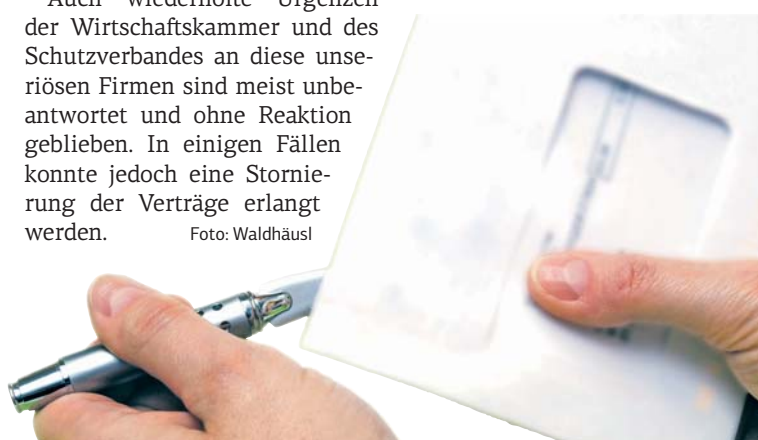 Auch wiederholte Urgenzen
der Wirtschaftskammer und des
Schutzverbandes an diese unse-
riösen Firmen sind meist unbe-
antwortet und ohne Reaktion
geblieben. In einigen Fällen
konnte jedoch eine Stornie-
rung der Verträge erlangt
werden. Foto: Waldhäusl